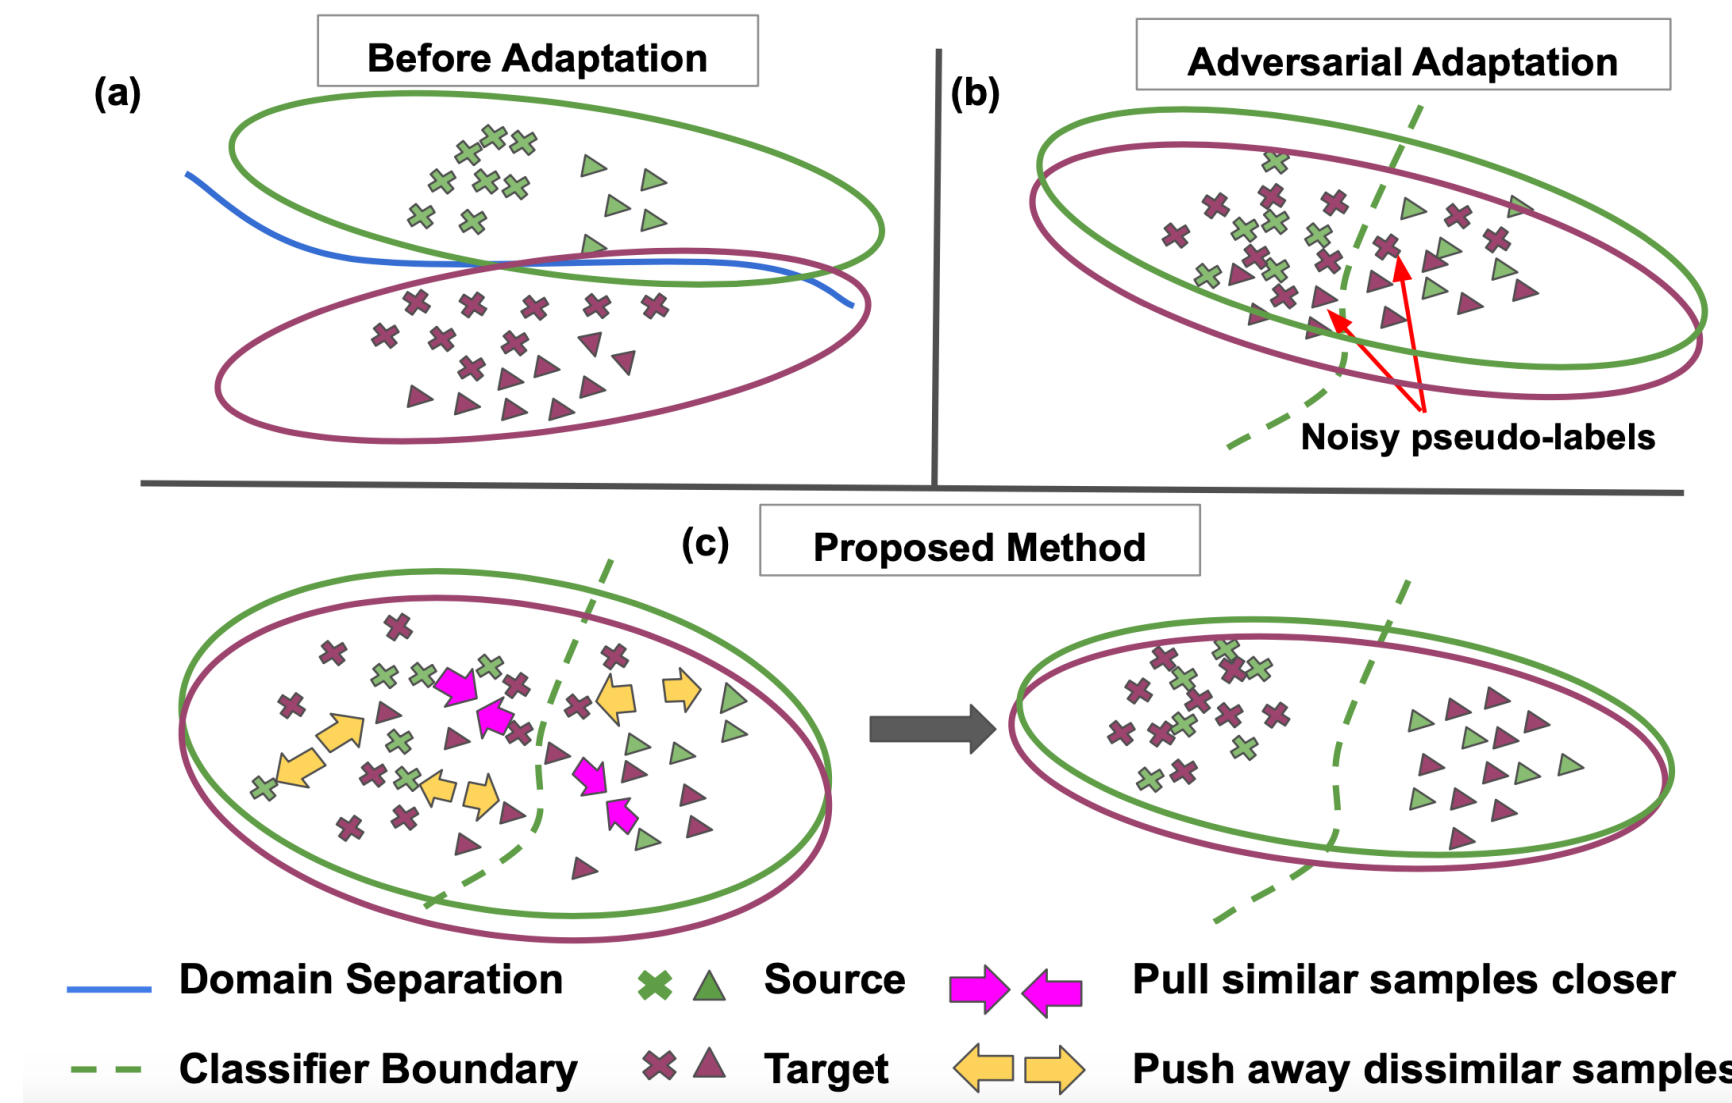 (a)
Before Adaptation
(b)
Adversarial Adaptation
Noisy pseudo-labels
(c)
Proposed Method
Domain Separation
Source
Pull similar samples closer
Classifier Boundary
Target
Push away dissimilar samples